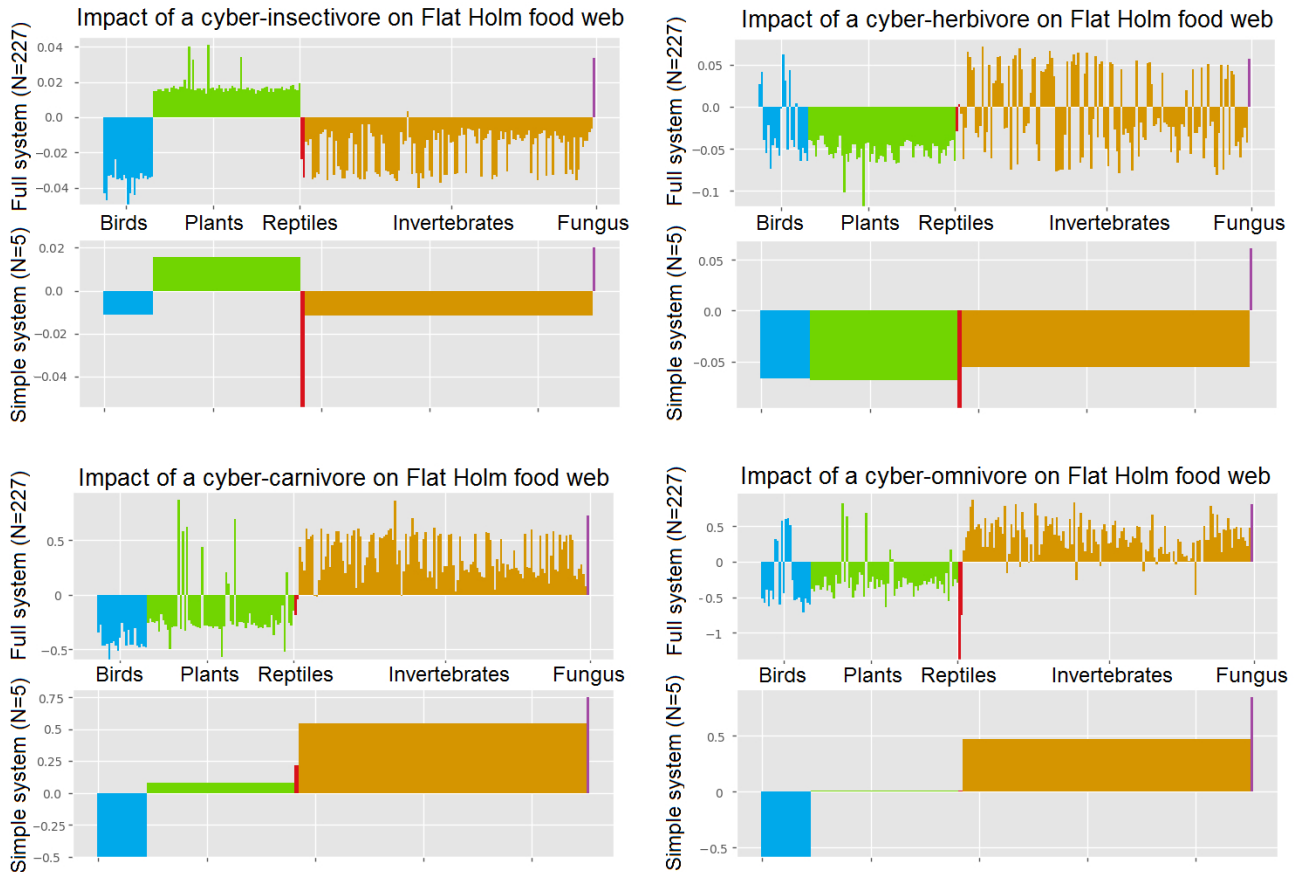 Impact of a cyber-insectivore on Flat Holm food web
Full system (N=227)
0.04
0.02
0.0
−0.02
−0.04
Birds Plants Reptiles Invertebrates Fungus
Simple system (N=5)
0.02
0.0
−0.02
−0.04
Impact of a cyber-herbivore on Flat Holm food web
Full system (N=227)
0.05
0.0
−0.05
−0.1
Birds Plants Reptiles Invertebrates Fungus
Simple system (N=5)
0.05
0.0
−0.05
Impact of a cyber-carnivore on Flat Holm food web
Full system (N=227)
0.5
0
−0.5
Birds Plants Reptiles Invertebrates Fungus
Simple system (N=5)
0.75
0.5
0.25
0.0
−0.25
−0.5
Impact of a cyber-omnivore on Flat Holm food web
Full system (N=227)
0.5
0
-0.5
−1
Birds Plants Reptiles Invertebrates Fungus
Simple system (N=5)
0.5
0
−0.5